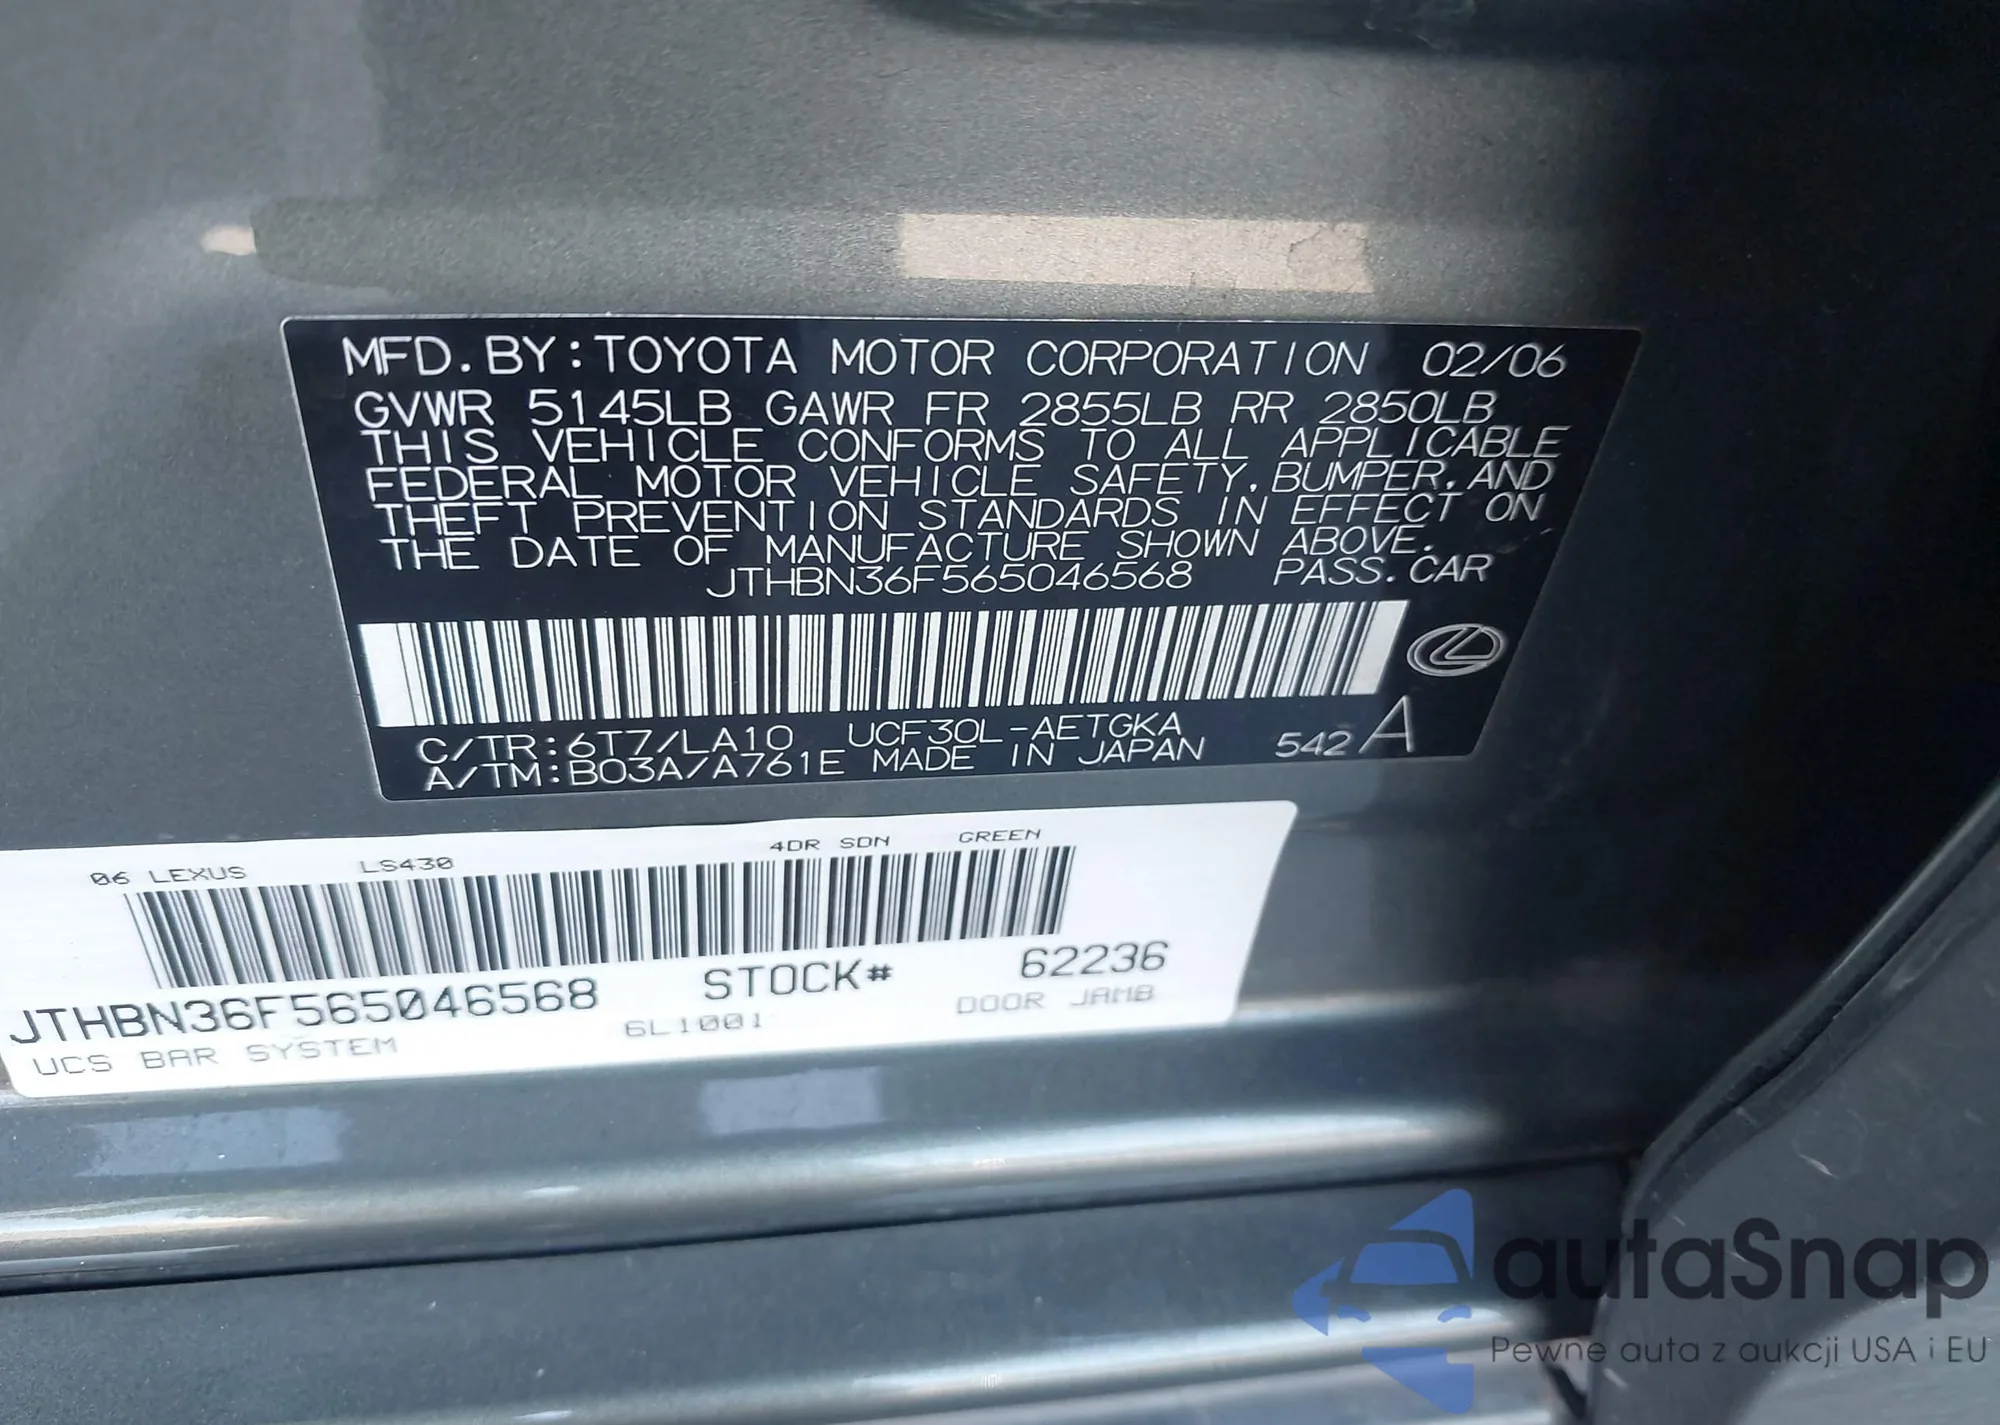 MFD. BY: TOYOTA MOTOR CORPORATION 02/06
GVWR 5145LB GAWR FR 2855LB RR 2850LB
THIS VEHICLE CONFORMS TO ALL APPLICABLE
FEDERAL MOTOR VEHICLE SAFETY, BUMPER, AND
THEFT PREVENTION STANDARDS IN EFFECT ON
THE DATE OF MANUFACTURE SHOWN ABOVE.
JTHBN36F565046568 PASS. CAR
C/TR: 6T7/LA10 UCF30L-AETGKA
A/TM: B03A/A761E MADE IN JAPAN 542 A
06 LEXUS LS430 4DR SDN GREEN
JTHBN36F565046568 STOCK# 62236
UCS BAR SYSTEM 6L1001 DOOR JAMB
autaSnap
Pewne auta z aukcji USA i EU